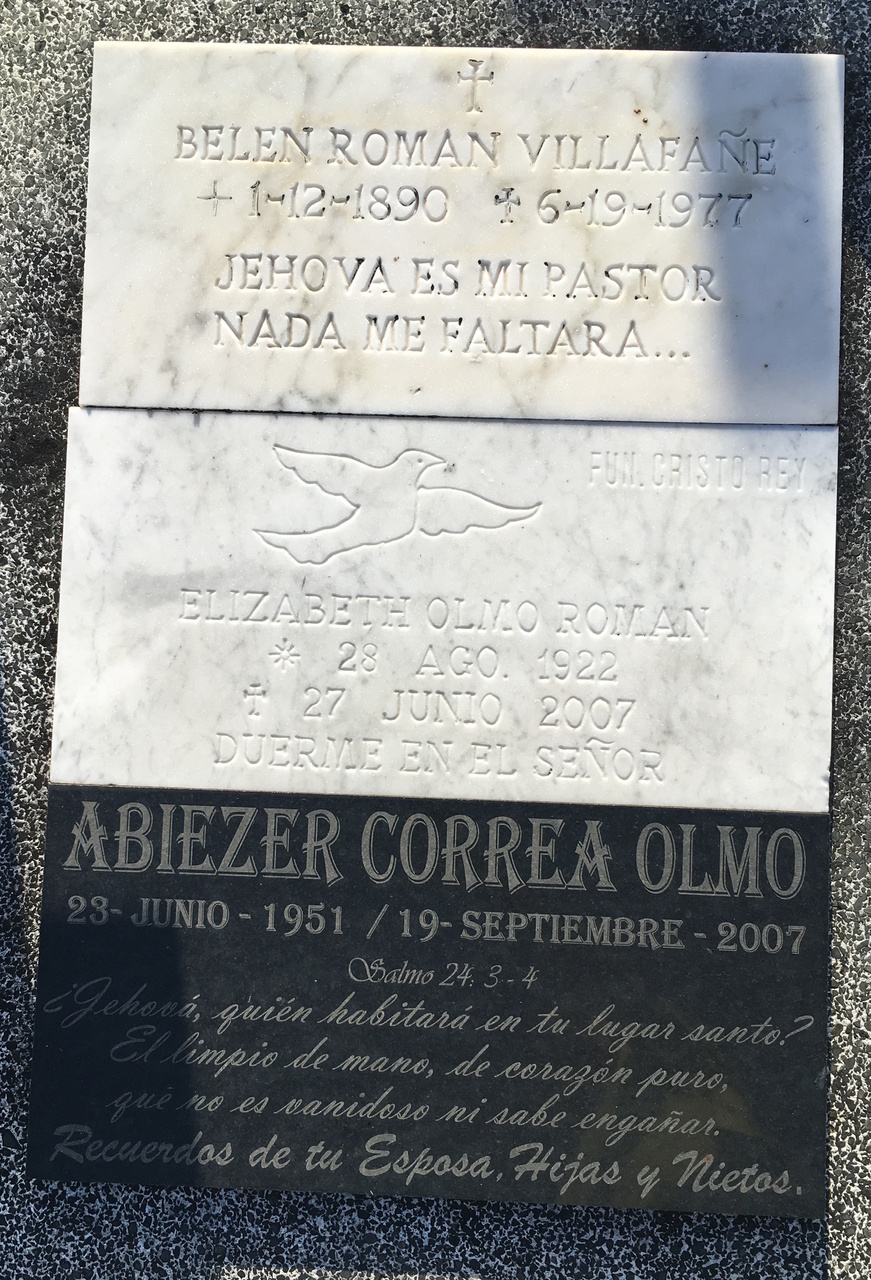 BELEN ROMAN VILLAFAÑE
+ 1-12-1890 ✝ 6-19-1977
JEHOVA ES MI PASTOR
NADA ME FALTARA...
FUN. CRISTO REY
ELIZABETH OLMO ROMAN
28 AGO. 1922
✝ 27 JUNIO 2007
DUERME EN EL SEÑOR
ABIEZER CORREA OLMO
23- JUNIO - 1951 / 19- SEPTIEMBRE - 2007
Salmo 24: 3 - 4
¿Jehová, quién habitará en tu lugar santo?
El limpio de mano, de corazón puro,
que no es vanidoso ni sabe engañar.
Recuerdos de tu Esposa, Hijas y Nietos.